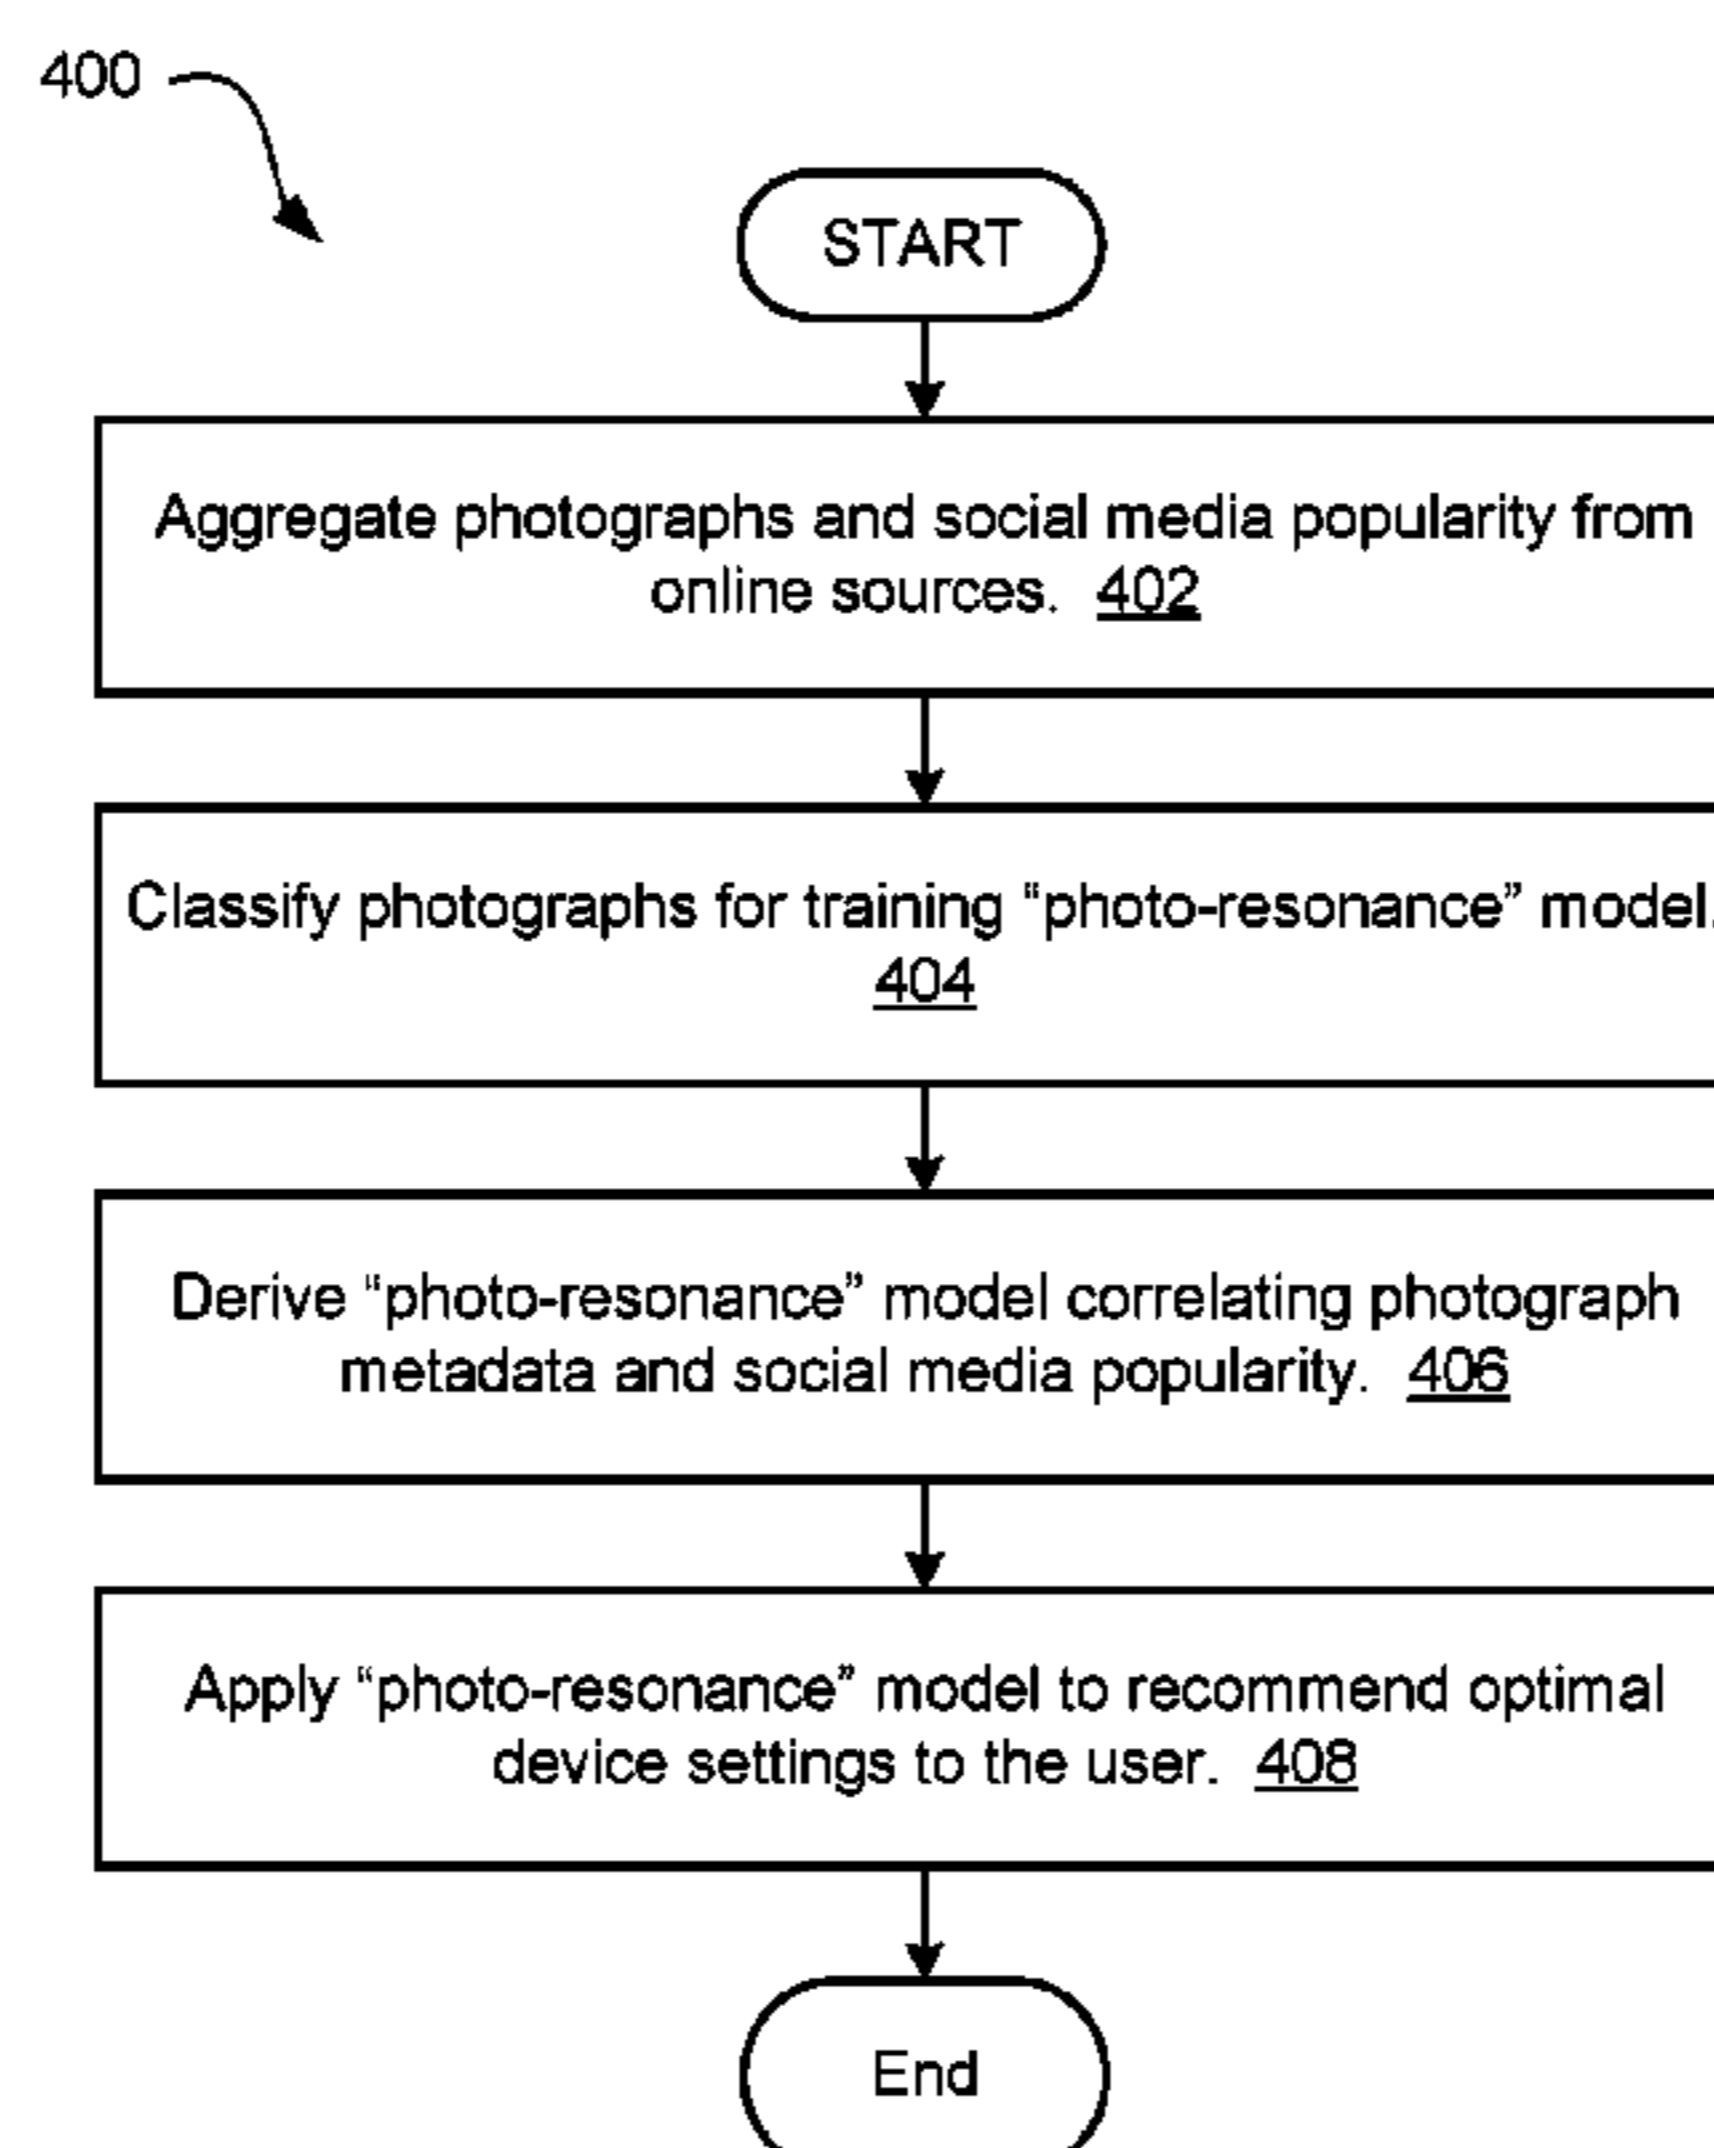 400
START
Aggregate photographs and social media popularity from
online sources. 402
Classify photographs for training “photo-resonance” model.
404
Derive “photo-resonance” model correlating photograph
metadata and social media popularity. 406
Apply “photo-resonance” model to recommend optimal
device settings to the user. 408
End